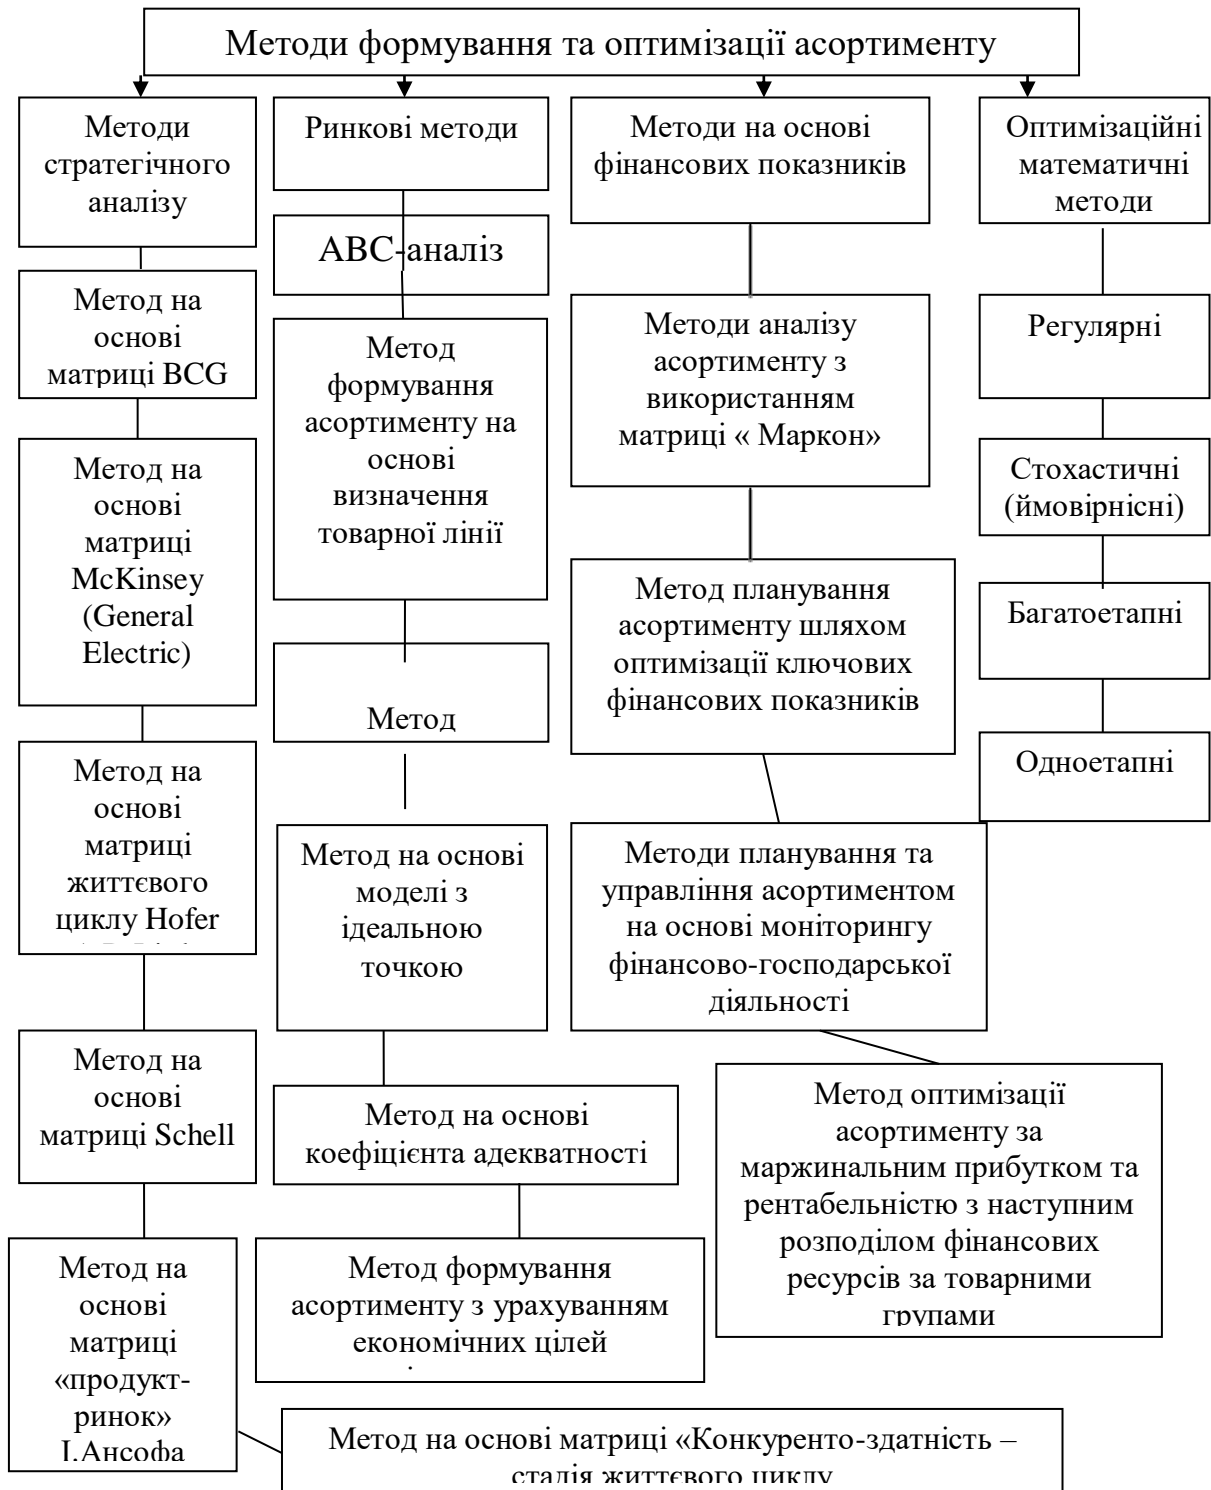 Методи формування та оптимізації асортименту
Методи
стратегічного
аналізу
Метод на
основі
матриці BCG
Метод на
основі
матриці
McKinsey
(General
Electric)
Метод на
основі
матриці
життєвого
циклу Hofer
Метод на
основі
матриці Schell
Метод на
основі
матриці
«продукт-
ринок»
І.Ансофа
Метод на основі матриці «Конкуренто-здатність –
стадія життєвого циклу
Ринкові методи
АВС-аналіз
Метод
формування
асортименту на
основі
визначення
товарної лінії
Метод
Метод на основі
моделі з
ідеальною
точкою
Метод на основі
коефіцієнта адекватності
Метод формування
асортименту з урахуванням
економічних цілей
Методи на основі
фінансових показників
Методи аналізу
асортименту з
використанням
матриці « Маркон»
Метод планування
асортименту шляхом
оптимізації ключових
фінансових показників
Методи планування та
управління асортиментом
на основі моніторингу
фінансово-господарської
діяльності
Метод оптимізації
асортименту за
маржинальним прибутком та
рентабельністю з наступним
розподілом фінансових
ресурсів за товарними
групами
Оптимізаційні
математичні
методи
Регулярні
Стохастичні
(ймовірнісні)
Багатоетапні
Одноетапні